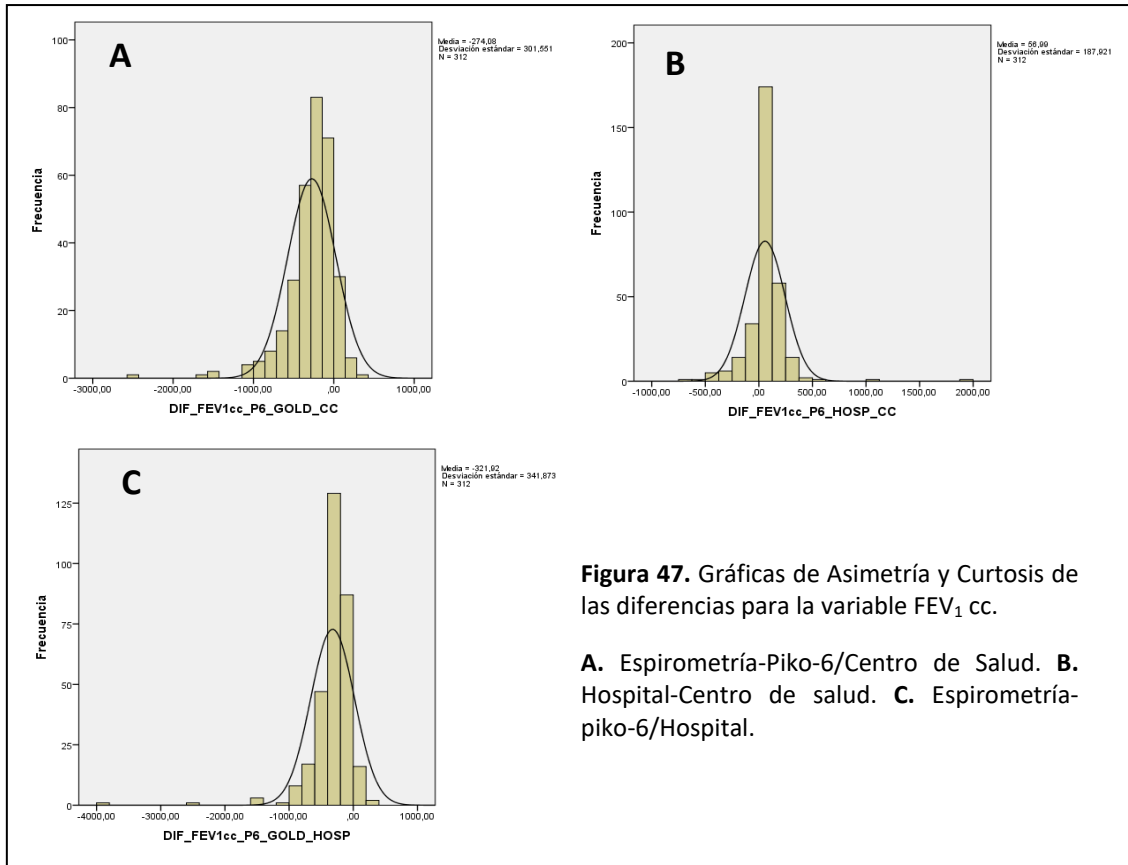 A
Media = -274,08
Desviación estándar = 301,551
N = 312
100
80
60
40
20
0
Frecuencia
-3000,00 -2000,00 -1000,00 ,00 1000,00
DIF_FEV1cc_P6_GOLD_CC
B
Media = 56,99
Desviación estándar = 187,921
N = 312
200
150
100
50
0
Frecuencia
-1000,00 -500,00 ,00 500,00 1000,00 1500,00 2000,00
DIF_FEV1cc_P6_HOSP_CC
C
Media = -321,92
Desviación estándar = 341,873
N = 312
125
100
75
50
25
0
Frecuencia
-4000,00 -3000,00 -2000,00 -1000,00 ,00 1000,00
DIF_FEV1cc_P6_GOLD_HOSP
Figura 47. Gráficas de Asimetría y Curtosis de
las diferencias para la variable FEV₁ cc.
A. Espirometría-Piko-6/Centro de Salud. B.
Hospital-Centro de salud. C. Espirometría-
piko-6/Hospital.